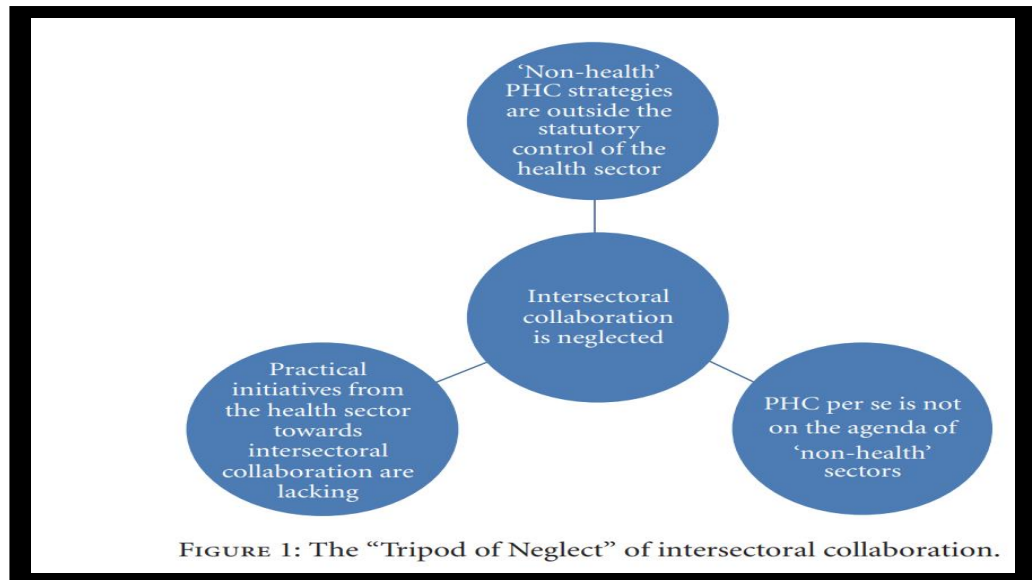 ‘Non-health’
PHC strategies
are outside the
statutory
control of the
health sector
Intersectoral
collaboration
is neglected
Practical
initiatives from
the health sector
towards
intersectoral
collaboration are
lacking
PHC per se is not
on the agenda of
‘non-health’
sectors
FIGURE 1: The “Tripod of Neglect” of intersectoral collaboration.